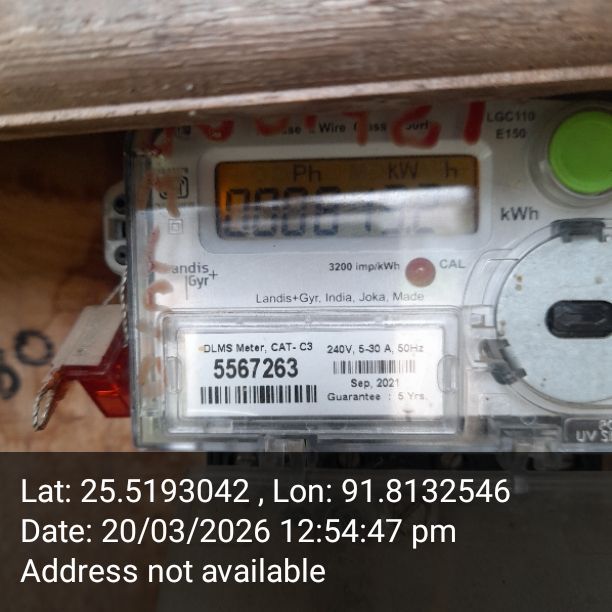 LGC110
E150
Wire
Ph kW h
kWh
3200 imp/kWh
CAL
andis
Gyr+
Landis+Gyr, India, Joka, Made
DLMS Meter, CAT- C3
5567263
240V, 5-30 A, 50Hz
Sep, 2021
Guarantee : 5 Yrs.
Lat: 25.5193042 , Lon: 91.8132546
Date: 20/03/2026 12:54:47 pm
Address not available